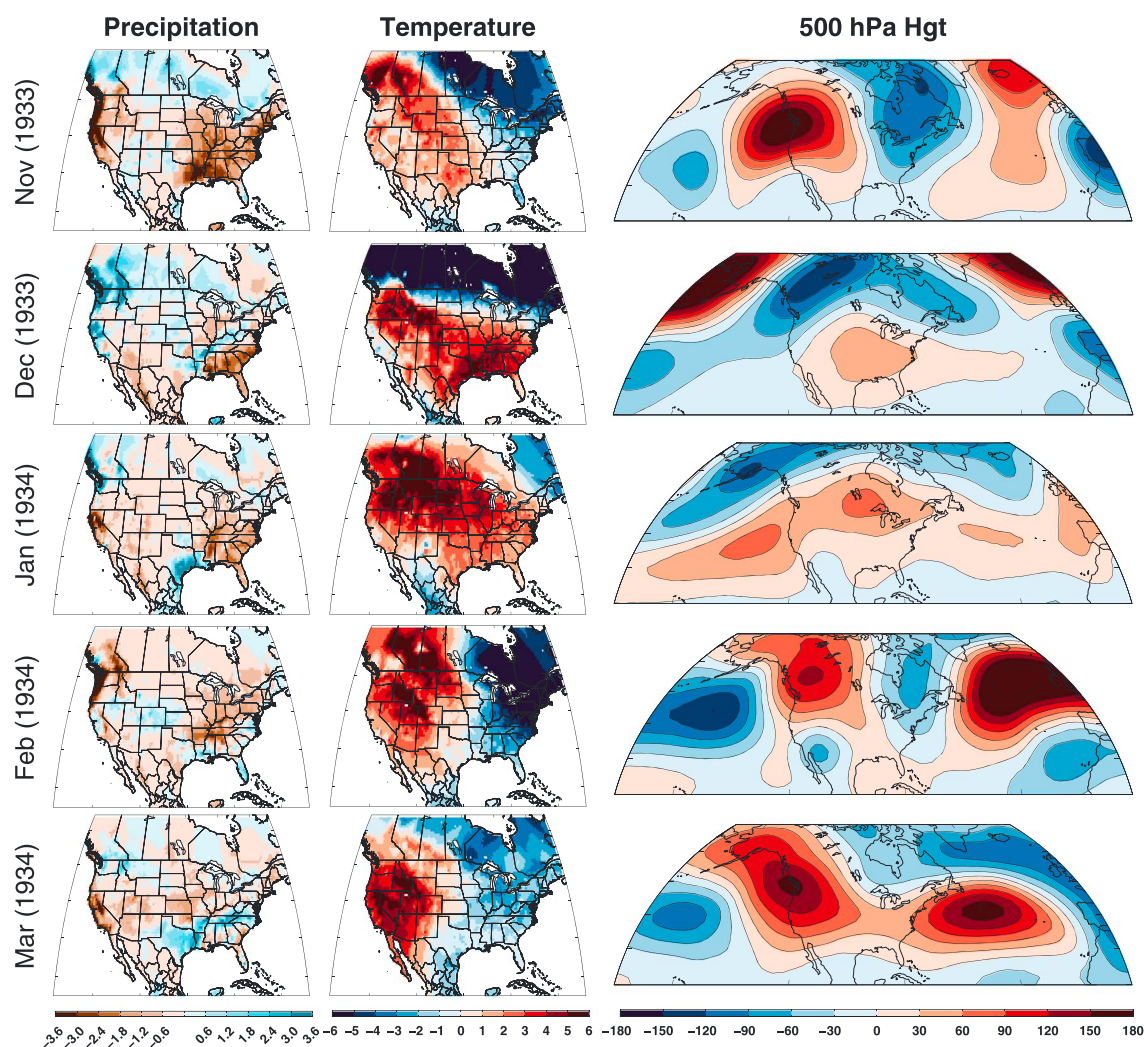 Precipitation Temperature 500 hPa Hgt
Nov (1933)
Dec (1933)
Jan (1934)
Feb (1934)
Mar (1934)
-3.6 -3.0 -2.4 -1.8 -1.2 -0.6 0.6 1.2 1.8 2.4 3.0 3.6
-6 -5 -4 -3 -2 -1 0 1 2 3 4 5 6
-180 -150 -120 -90 -60 -30 0 30 60 90 120 150 180